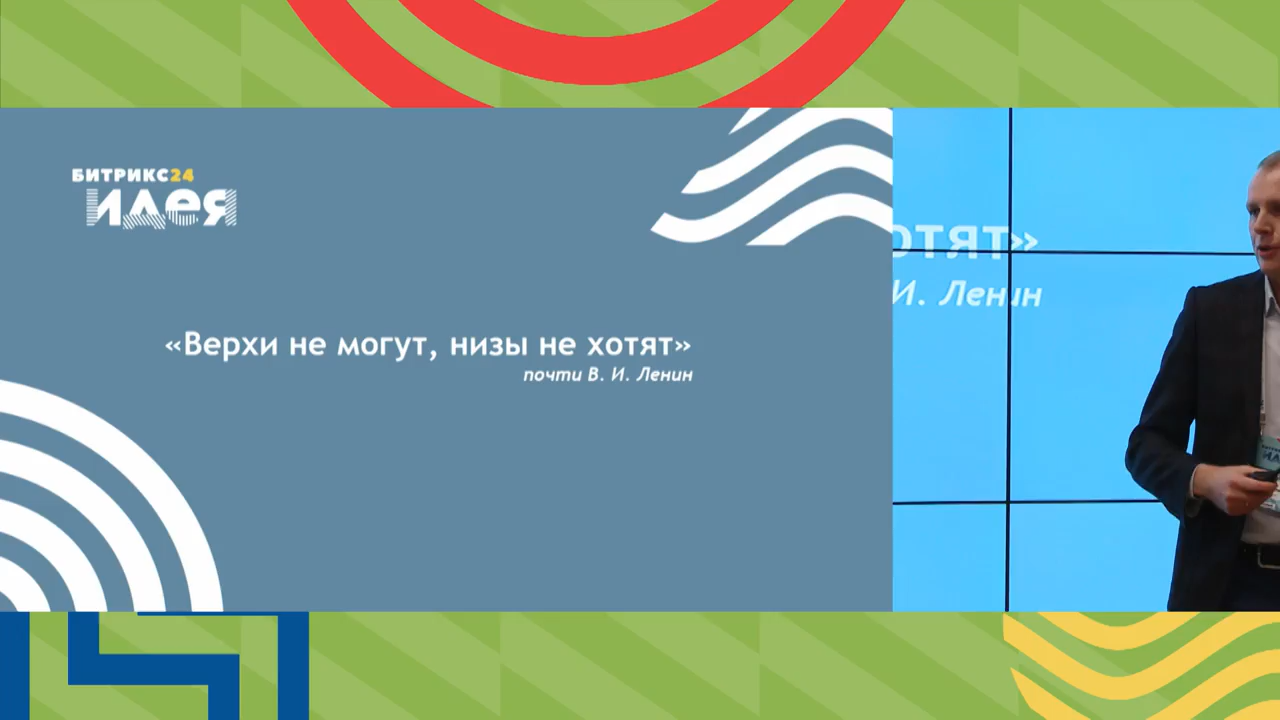 БИТРИКС24
идея
«Верхи не могут, низы не хотят»
почти В. И. Ленин
отят»
И. Ленин